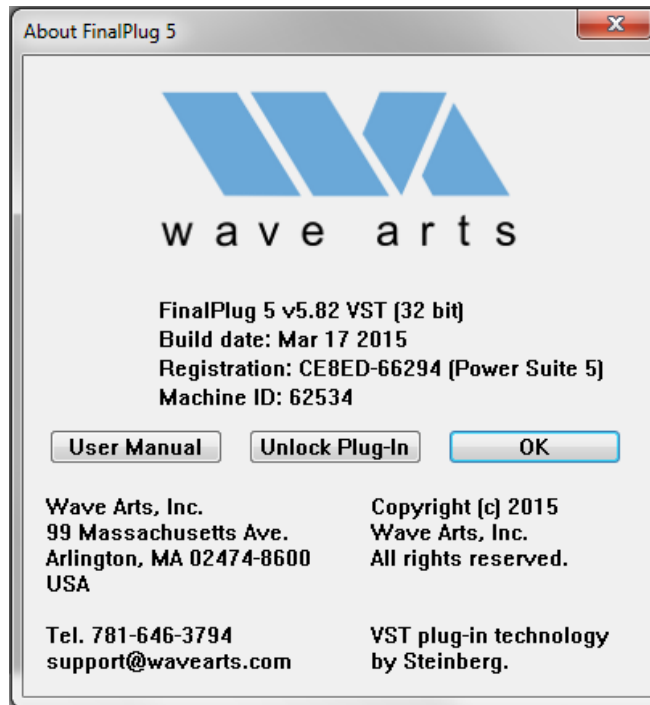 About FinalPlug 5
wave arts
FinalPlug 5 v5.82 VST (32 bit)
Build date: Mar 17 2015
Registration: CE8ED-66294 (Power Suite 5)
Machine ID: 62534
User Manual
Unlock Plug-In
OK
Wave Arts, Inc.
99 Massachusetts Ave.
Arlington, MA 02474-8600
USA
Tel. 781-646-3794
support@wavearts.com
Copyright (c) 2015
Wave Arts, Inc.
All rights reserved.
VST plug-in technology
by Steinberg.